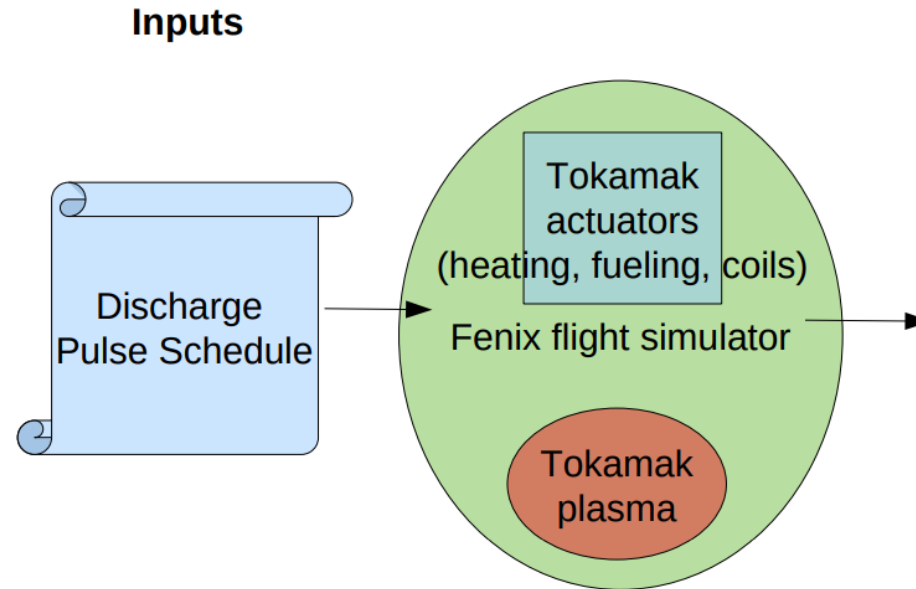 Inputs
Discharge
Pulse Schedule
Tokamak
actuators
(heating, fueling, coils)
Fenix flight simulator
Tokamak
plasma